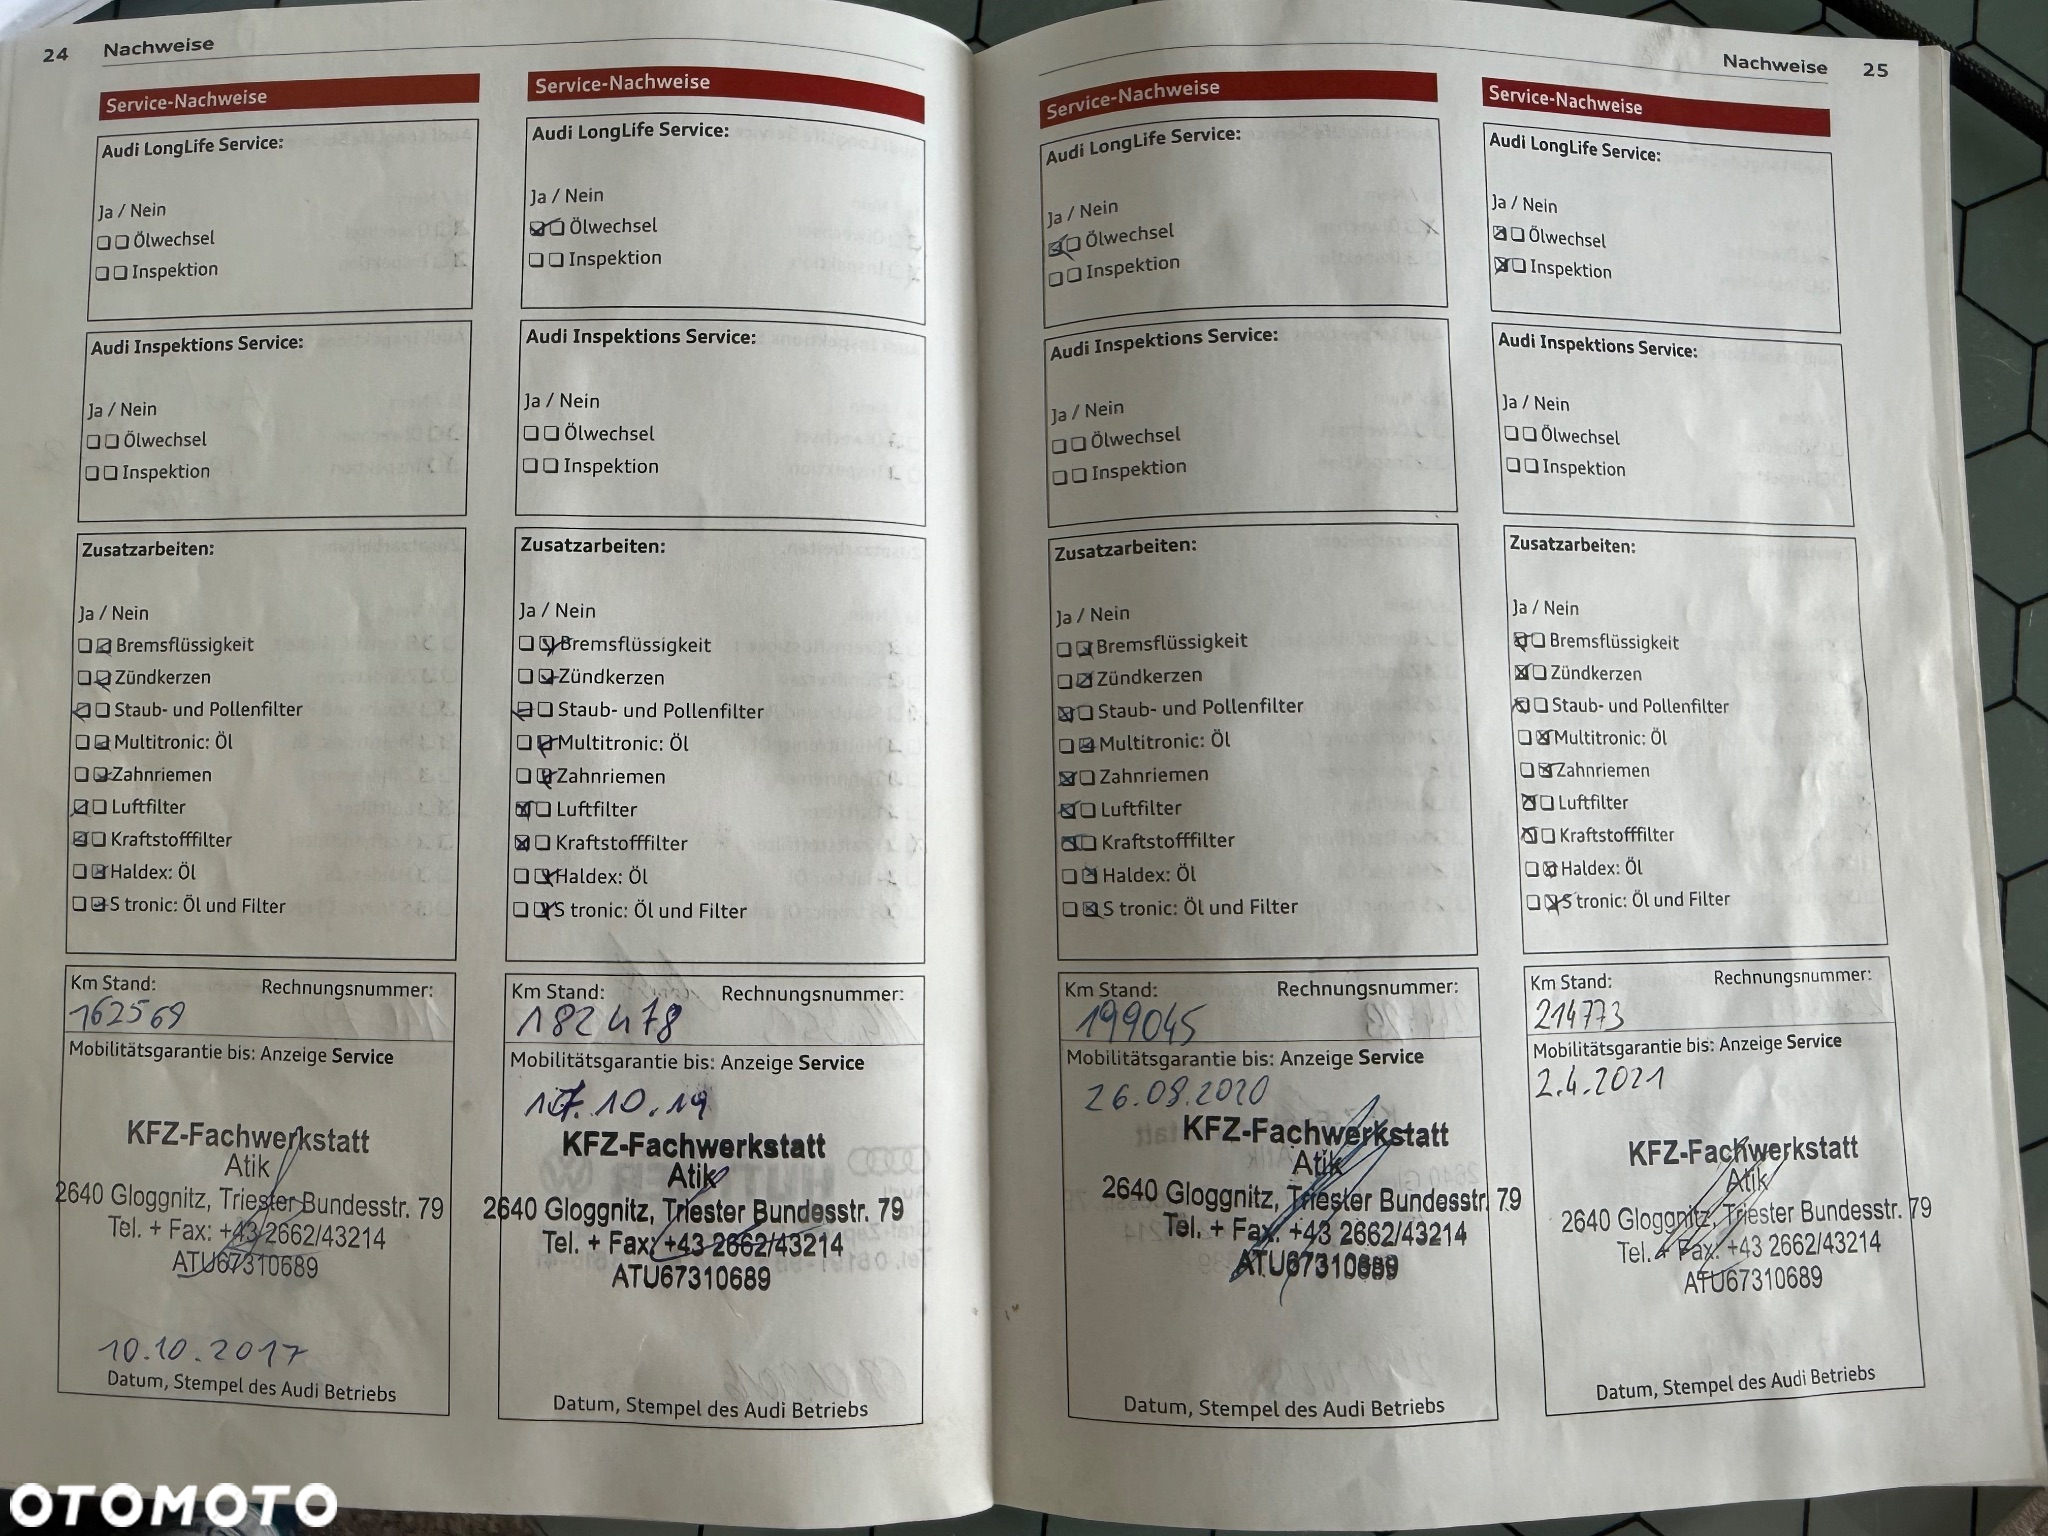 24 Nachweise
Service-Nachweise
Audi LongLife Service:
Ja / Nein
Ölwechsel
Inspektion
Audi Inspektions Service:
Ja / Nein
Ölwechsel
Inspektion
Zusatzarbeiten:
Ja / Nein
Bremsflüssigkeit
Zündkerzen
Staub- und Pollenfilter
Multitronic: Öl
Zahnriemen
Luftfilter
Kraftstofffilter
Haldex: Öl
S tronic: Öl und Filter
Km Stand: Rechnungsnummer:
162569
Mobilitätsgarantie bis: Anzeige Service
KFZ-Fachwerkstatt
Atik
2640 Gloggnitz, Triester Bundesstr. 79
Tel. + Fax: +43 2662/43214
ATU67310689
10.10.2017
Datum, Stempel des Audi Betriebs
Service-Nachweise
Audi LongLife Service:
Ja / Nein
Ölwechsel
Inspektion
Audi Inspektions Service:
Ja / Nein
Ölwechsel
Inspektion
Zusatzarbeiten:
Ja / Nein
Bremsflüssigkeit
Zündkerzen
Staub- und Pollenfilter
Multitronic: Öl
Zahnriemen
Luftfilter
Kraftstofffilter
Haldex: Öl
S tronic: Öl und Filter
Km Stand: Rechnungsnummer:
182478
Mobilitätsgarantie bis: Anzeige Service
17.10.19
KFZ-Fachwerkstatt
Atik
2640 Gloggnitz, Triester Bundesstr. 79
Tel. + Fax: +43 2662/43214
ATU67310689
Datum, Stempel des Audi Betriebs
Nachweise 25
Service-Nachweise
Audi LongLife Service:
Ja / Nein
Ölwechsel
Inspektion
Audi Inspektions Service:
Ja / Nein
Ölwechsel
Inspektion
Zusatzarbeiten:
Ja / Nein
Bremsflüssigkeit
Zündkerzen
Staub- und Pollenfilter
Multitronic: Öl
Zahnriemen
Luftfilter
Kraftstofffilter
Haldex: Öl
S tronic: Öl und Filter
Km Stand: Rechnungsnummer:
199045
Mobilitätsgarantie bis: Anzeige Service
26.08.2020
KFZ-Fachwerkstatt
Atik
2640 Gloggnitz, Triester Bundesstr. 79
Tel. + Fax: +43 2662/43214
ATU67310689
Datum, Stempel des Audi Betriebs
Service-Nachweise
Audi LongLife Service:
Ja / Nein
Ölwechsel
Inspektion
Audi Inspektions Service:
Ja / Nein
Ölwechsel
Inspektion
Zusatzarbeiten:
Ja / Nein
Bremsflüssigkeit
Zündkerzen
Staub- und Pollenfilter
Multitronic: Öl
Zahnriemen
Luftfilter
Kraftstofffilter
Haldex: Öl
S tronic: Öl und Filter
Km Stand: Rechnungsnummer:
214773
Mobilitätsgarantie bis: Anzeige Service
2.4.2021
KFZ-Fachwerkstatt
Atik
2640 Gloggnitz, Triester Bundesstr. 79
Tel. + Fax: +43 2662/43214
ATU67310689
Datum, Stempel des Audi Betriebs
OTOMOTO